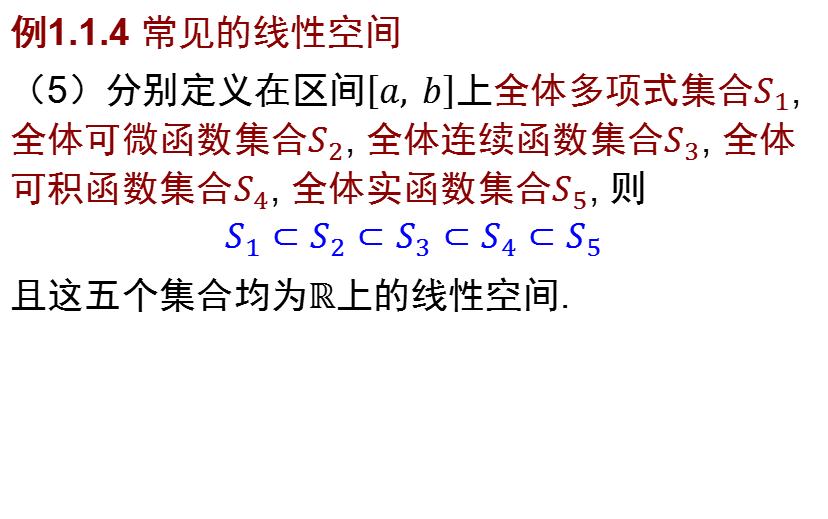 例1.1.4 常见的线性空间
（5）分别定义在区间[a, b]上全体多项式集合S₁,
全体可微函数集合S₂, 全体连续函数集合S₃, 全体
可积函数集合S₄, 全体实函数集合S₅, 则
S₁ ⊂ S₂ ⊂ S₃ ⊂ S₄ ⊂ S₅
且这五个集合均为ℝ上的线性空间.